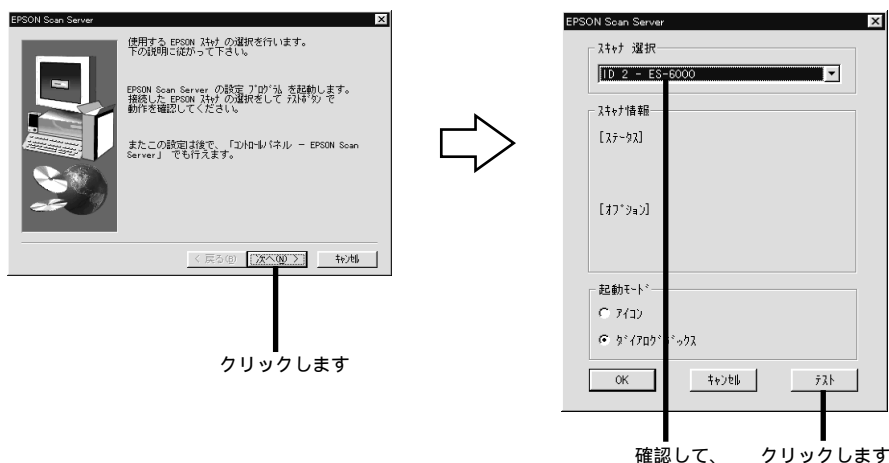 EPSON Scan Server
使用する EPSON ｽｷｬﾅ の選択を行います。
下の説明に従がって下さい。
EPSON Scan Server の設定 ﾌﾟﾛｸﾞﾗﾑ を起動します。
接続した EPSON ｽｷｬﾅ の選択をして ﾃｽﾄﾎﾞﾀﾝ で
動作を確認してください。
またこの設定は後で、「ｺﾝﾄﾛｰﾙパネル － EPSON Scan
Server」 でも行えます。
< 戻る(B)
次へ(N) >
ｷｬﾝｾﾙ
クリックします
EPSON Scan Server
ｽｷｬﾅ 選択
ID 2 - ES-6000
ｽｷｬﾅ情報
[ｽﾃｰﾀｽ]
[ｵﾌﾟｼｮﾝ]
起動ﾓｰﾄﾞ
ｱｲｺﾝ
ﾀﾞｲｱﾛｸﾞﾎﾞｯｸｽ
OK
ｷｬﾝｾﾙ
ﾃｽﾄ
確認して、
クリックします